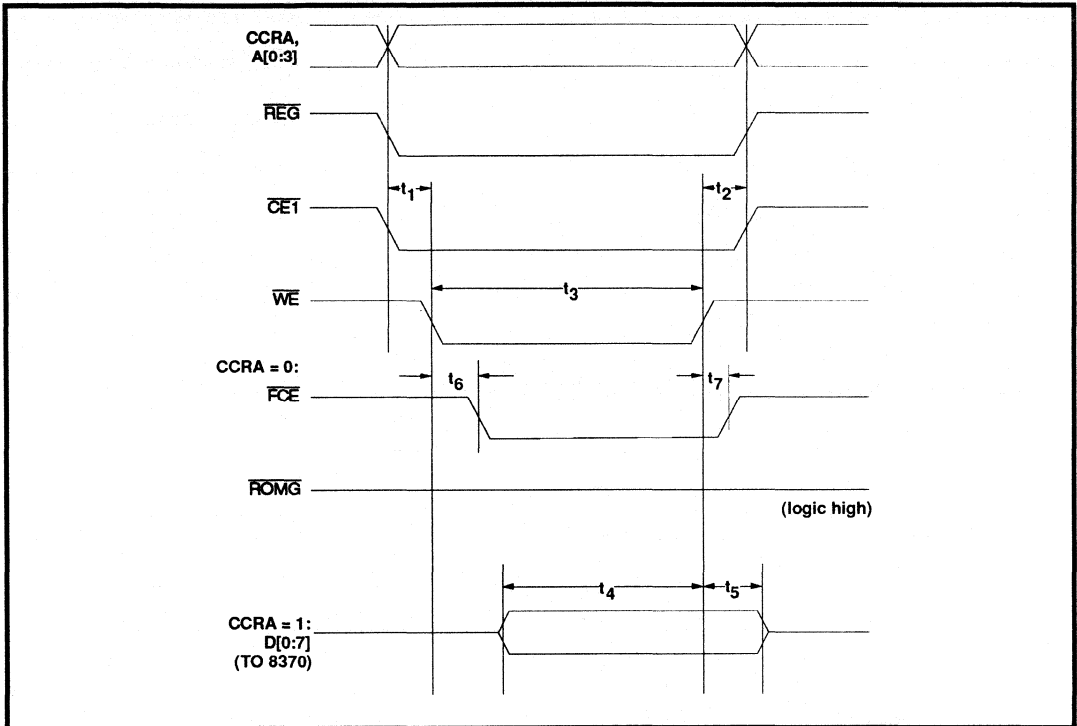 CCRA,
A[0:3]
REG
t1
t2
CE1
t3
WE
CCRA = 0:
t6
t7
FCE
ROMG
(logic high)
t4
t5
CCRA = 1:
D[0:7]
(TO 8370)